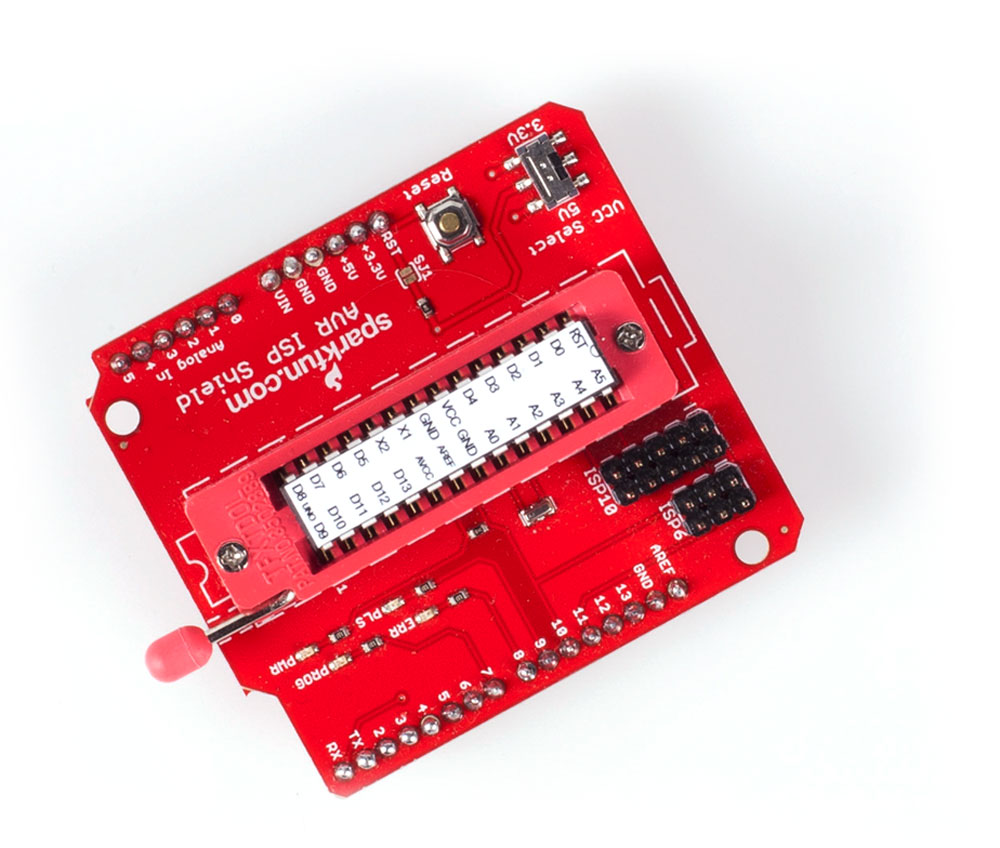 3.3V
5V
VCC Select
Reset
RST
+3.3V
+5V
GND
GND
VIN
SJ1
0
1
2
3
4
5
Analog in
sparkfun.com
AVR ISP
Shield
RST
D0
D1
D2
D3
D4
VCC
GND
X1
X2
D5
D6
D7
D8
A5
A4
A3
A2
A1
A0
GND
AREF
AVCC
D13
D12
D11
D10
D9
UNO
ISP10
ISP6
1
PLS
ERR
PWR
PROG
AREF
GND
13
12
11
10
9
8
7
6
5
4
3
2
TX
RX